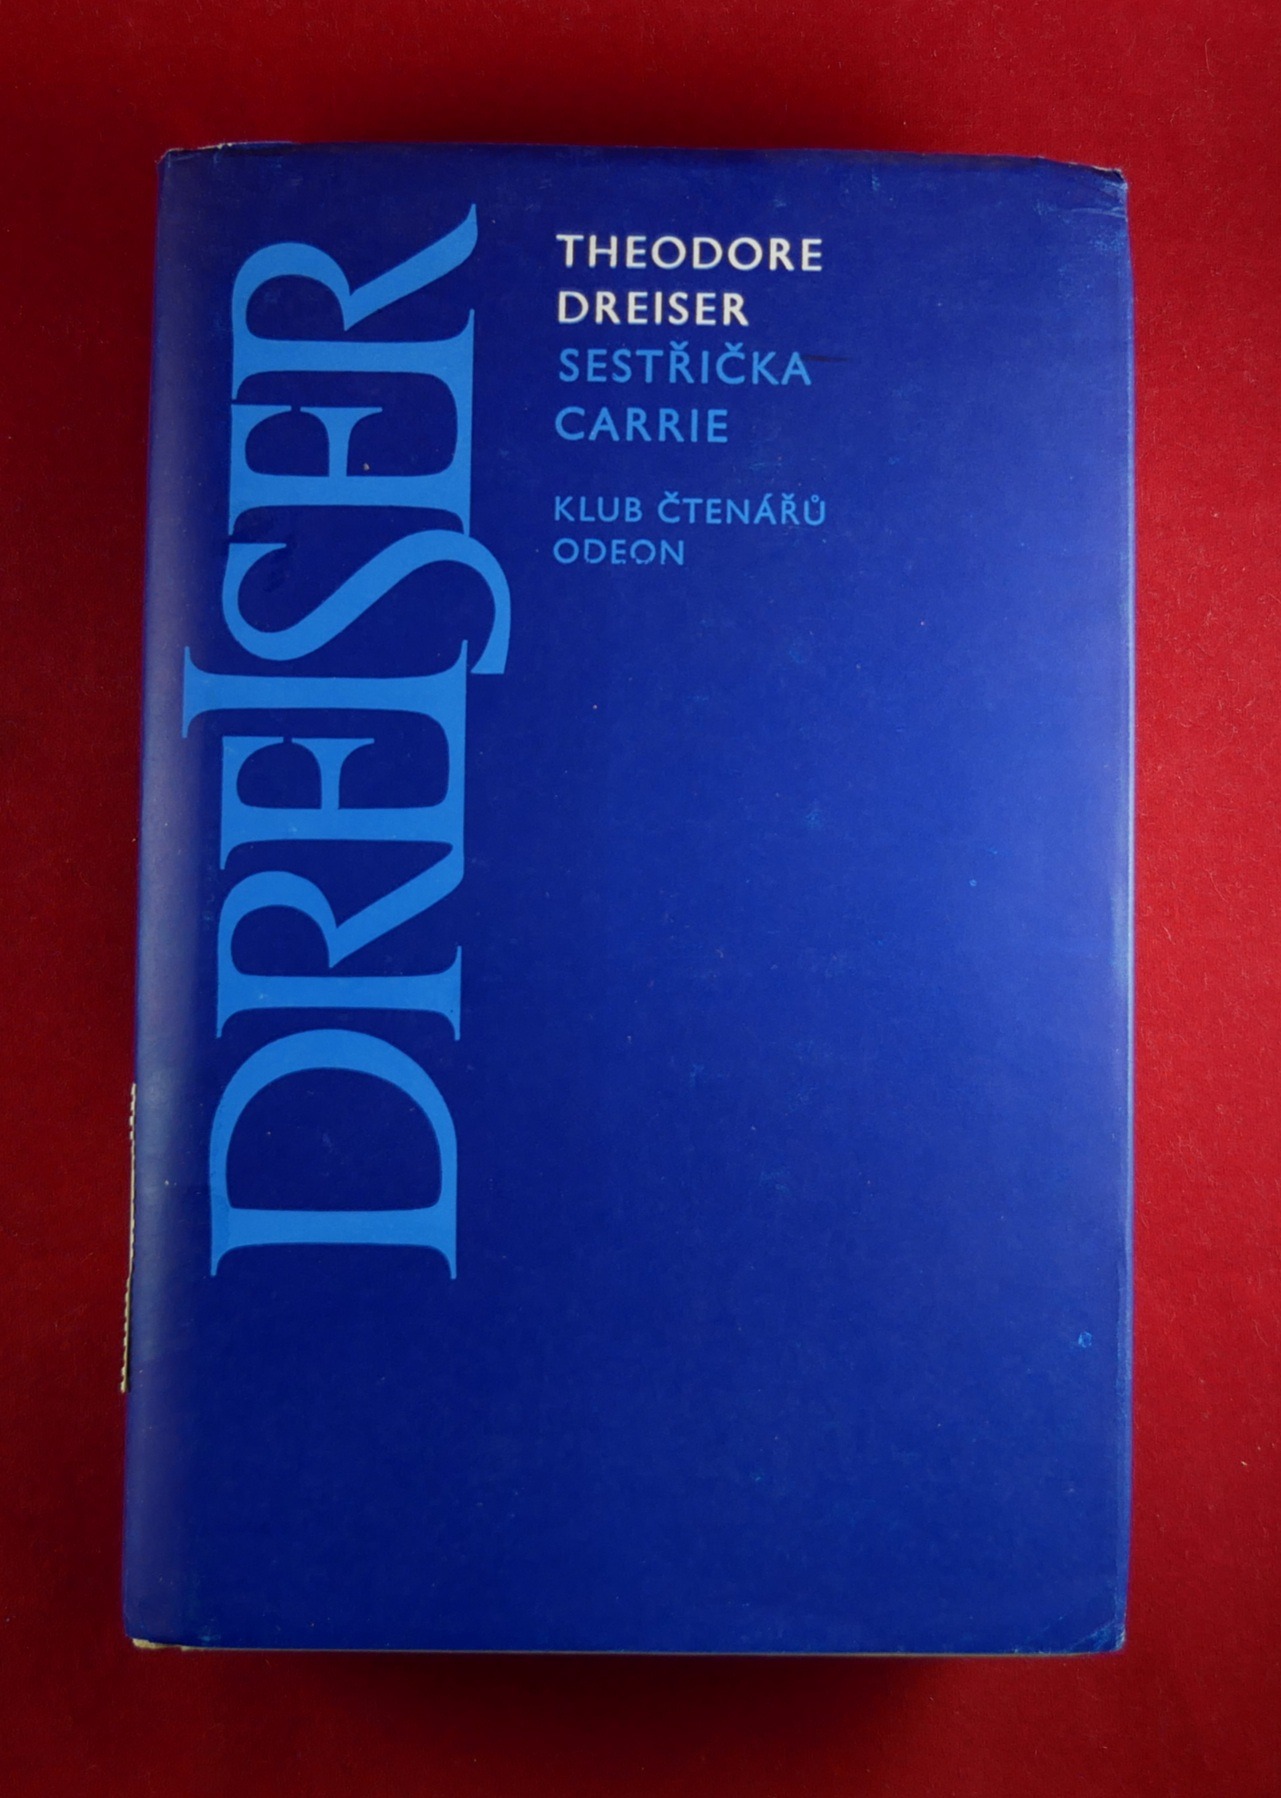 DREISER
THEODORE
DREISER
SESTŘIČKA
CARRIE
KLUB ČTENÁŘŮ
ODEON